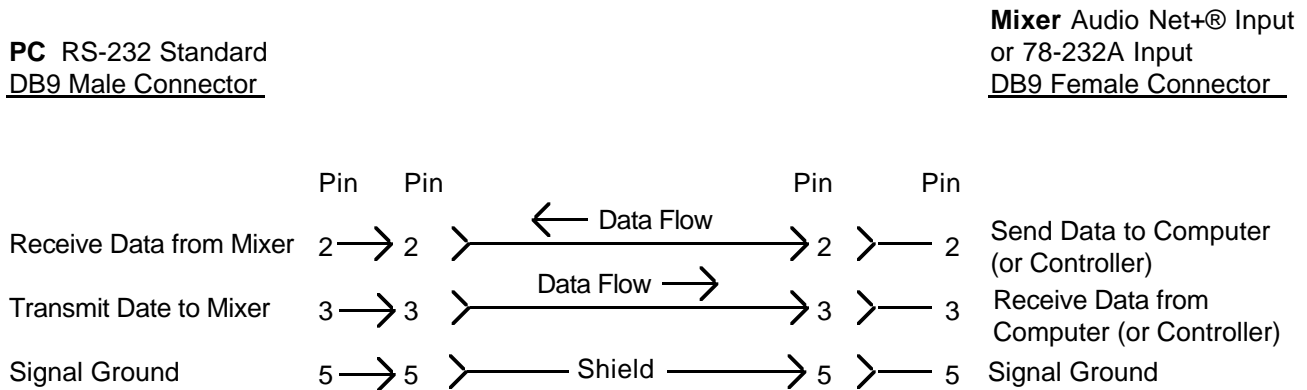 PC RS-232 Standard
DB9 Male Connector
Mixer Audio Net+® Input
or 78-232A Input
DB9 Female Connector
Pin Pin Pin Pin
Receive Data from Mixer 2 2 Data Flow 2 2 Send Data to Computer
(or Controller)
Transmit Date to Mixer 3 3 Data Flow 3 3 Receive Data from
Computer (or Controller)
Signal Ground 5 5 Shield 5 5 Signal Ground